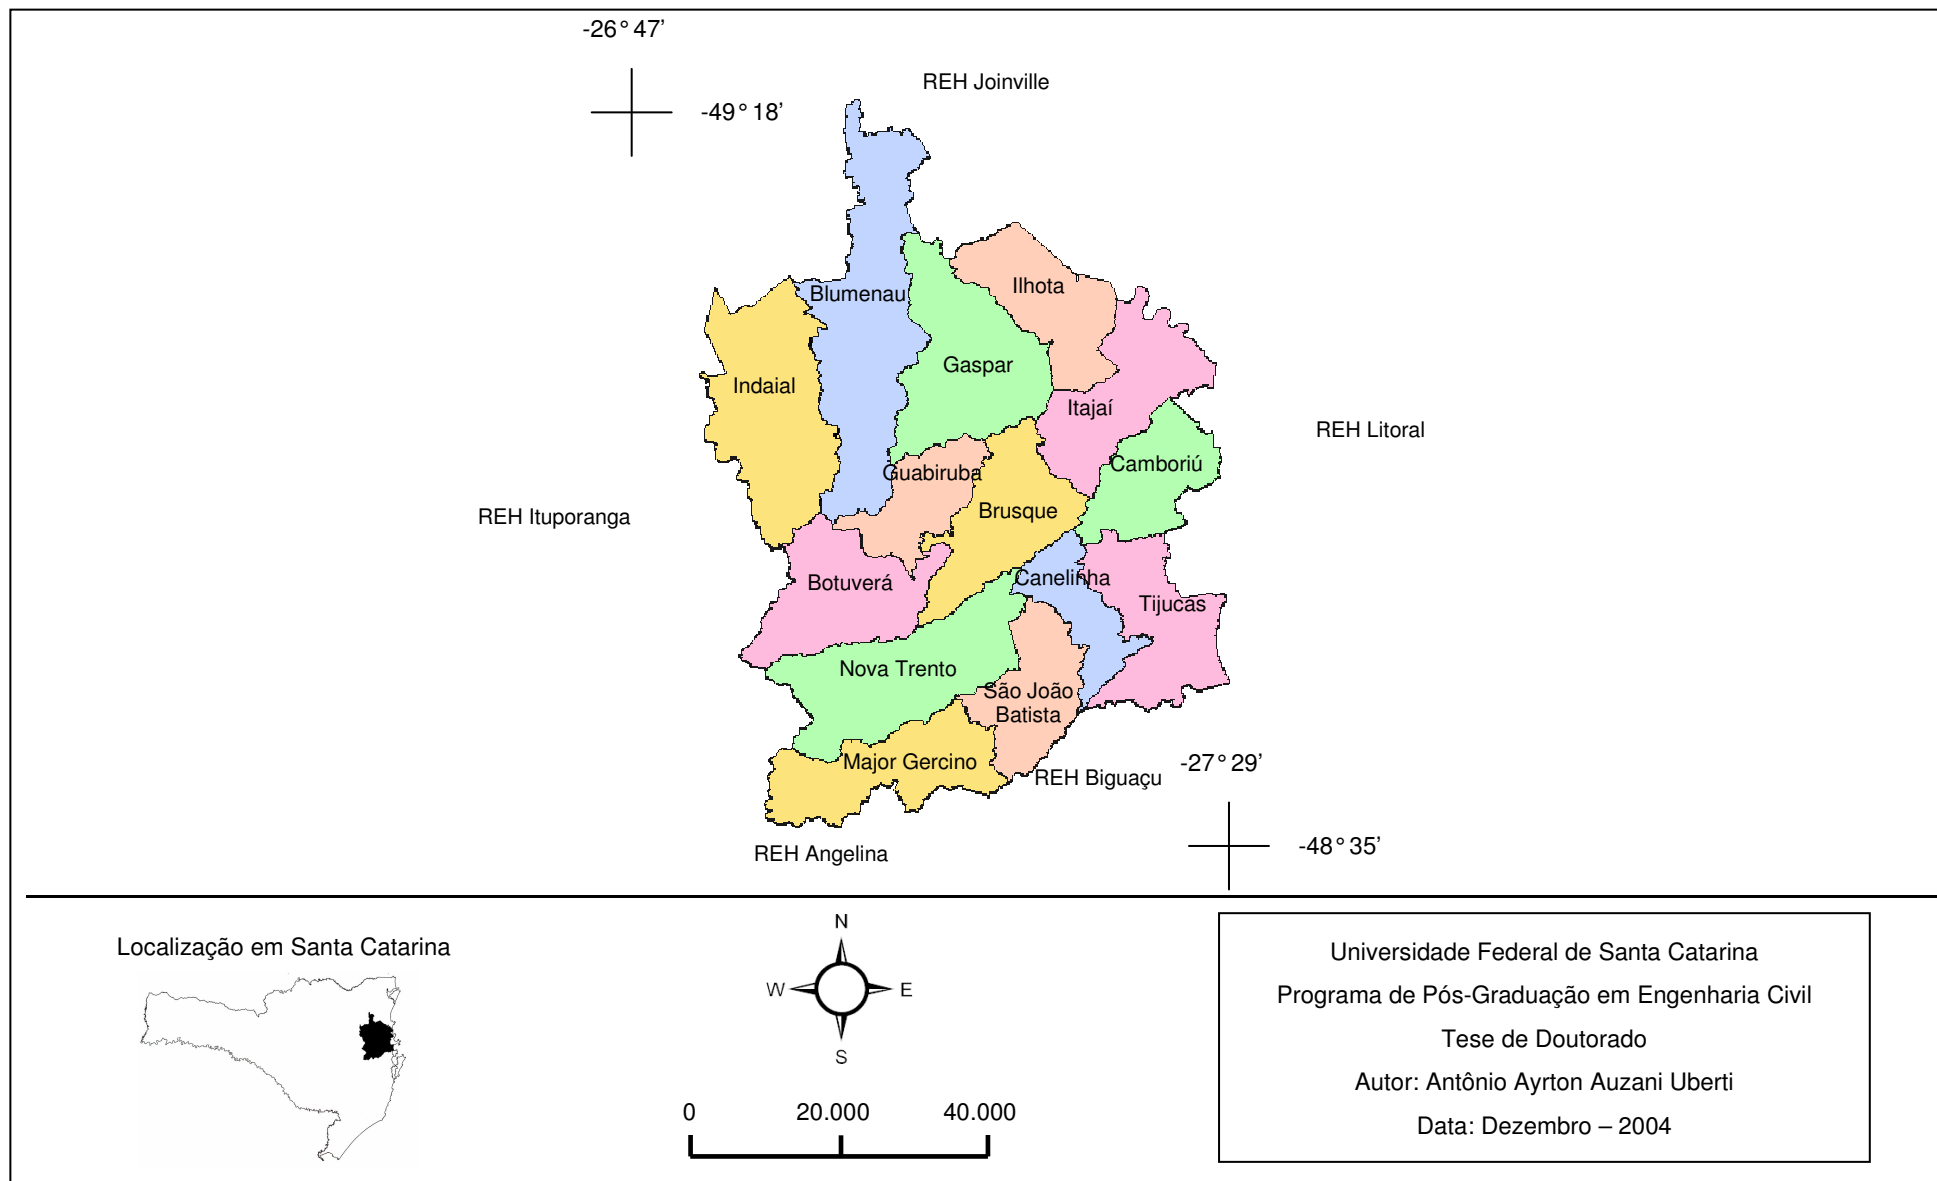 -26° 47’
REH Joinville
-49° 18’
Ilhota
Blumenau
Gaspar
Indaial
Itajaí
REH Litoral
Camboriú
Guabiruba
Brusque
REH Ituporanga
Canelinha
Botuverá
Tijucas
Nova Trento
São João
Batista
Major Gercino
-27° 29’
REH Biguaçu
-48° 35’
REH Angelina
Localização em Santa Catarina
N
W
E
S
0
20.000
40.000
Universidade Federal de Santa Catarina
Programa de Pós-Graduação em Engenharia Civil
Tese de Doutorado
Autor: Antônio Ayrton Auzani Uberti
Data: Dezembro – 2004